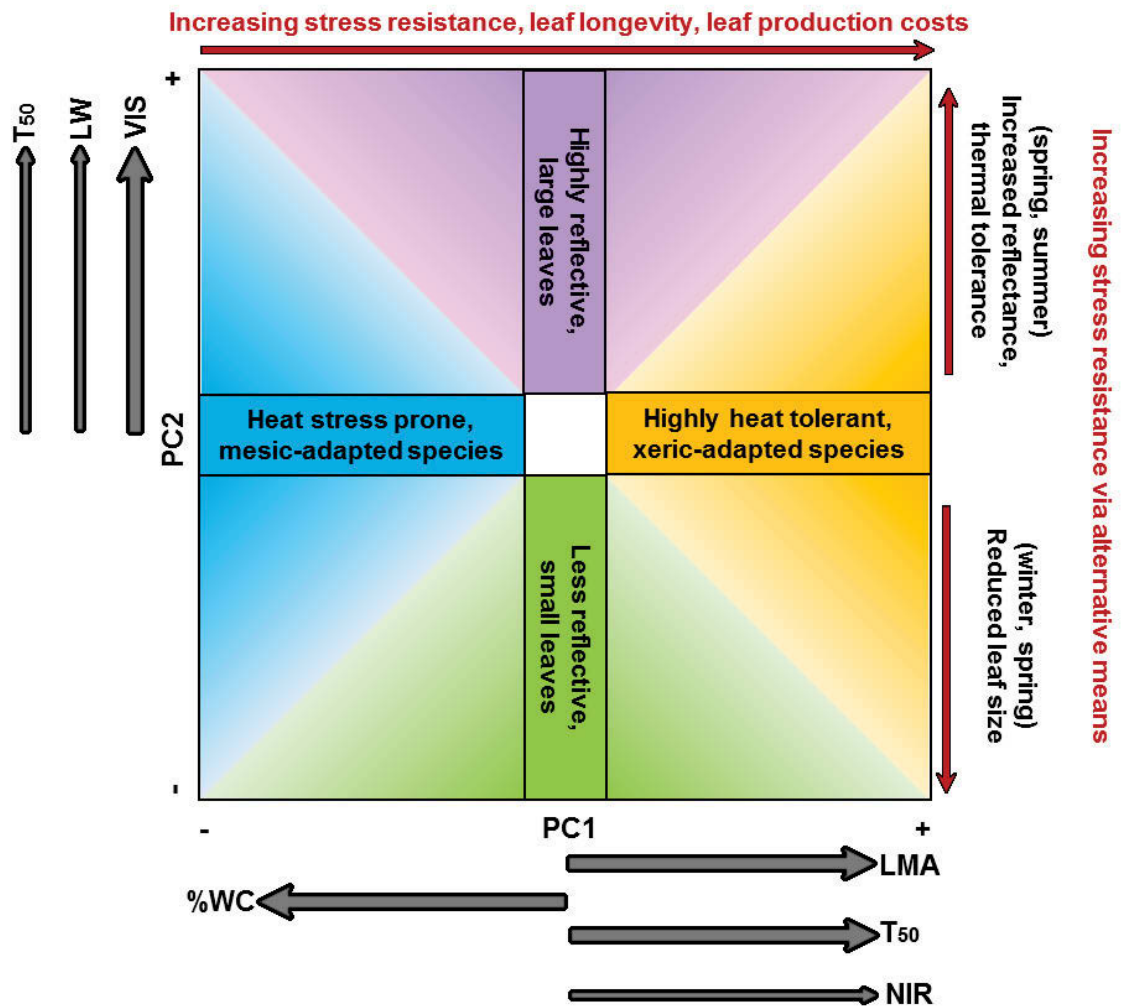 Increasing stress resistance, leaf longevity, leaf production costs
+
T50
LW
VIS
PC2
-
Highly reflective,
large leaves
Heat stress prone,
mesic-adapted species
Highly heat tolerant,
xeric-adapted species
Less reflective,
small leaves
(spring, summer)
Increased reflectance,
thermal tolerance
(winter, spring)
Reduced leaf size
Increasing stress resistance via alternative means
-
PC1
+
LMA
%WC
T50
NIR